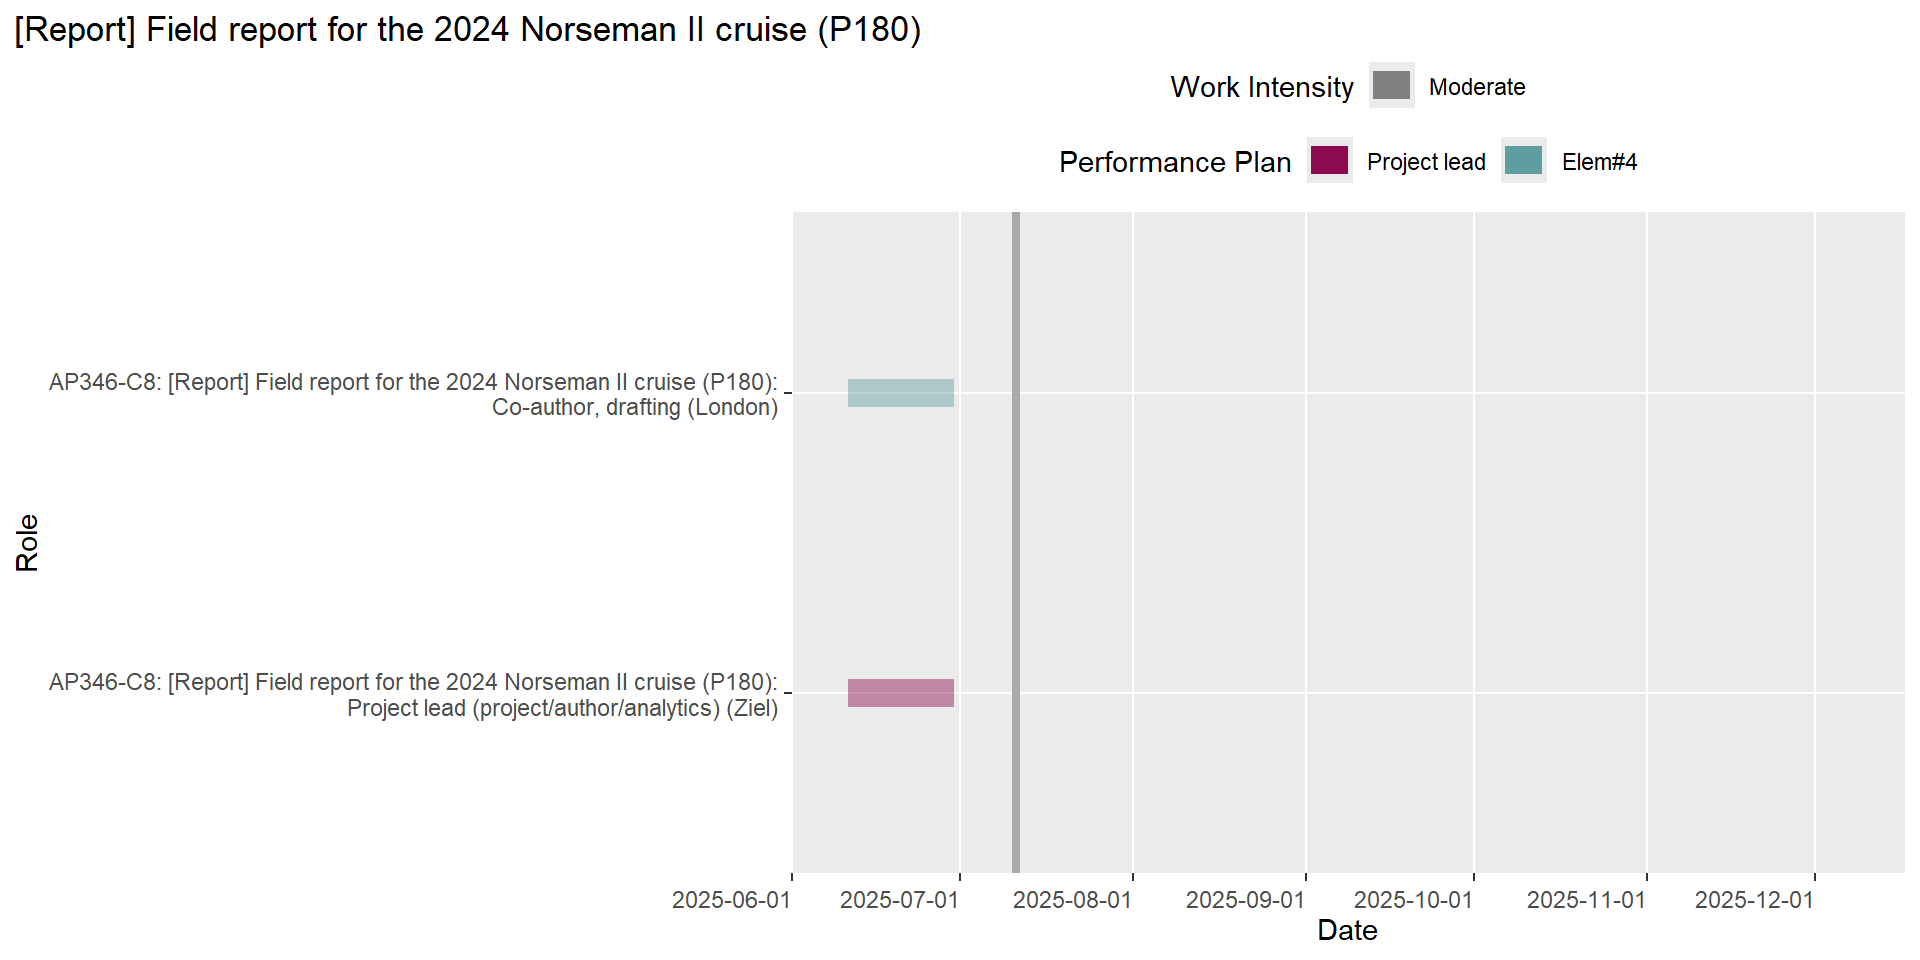 [Report] Field report for the 2024 Norseman II cruise (P180)
Work Intensity Moderate
Performance Plan Project lead Elem#4
AP346-C8: [Report] Field report for the 2024 Norseman II cruise (P180):
Co-author, drafting (London)
Role
AP346-C8: [Report] Field report for the 2024 Norseman II cruise (P180):
Project lead (project/author/analytics) (Ziel)
2025-06-01 2025-07-01 2025-08-01 2025-09-01 2025-10-01 2025-11-01 2025-12-01
Date